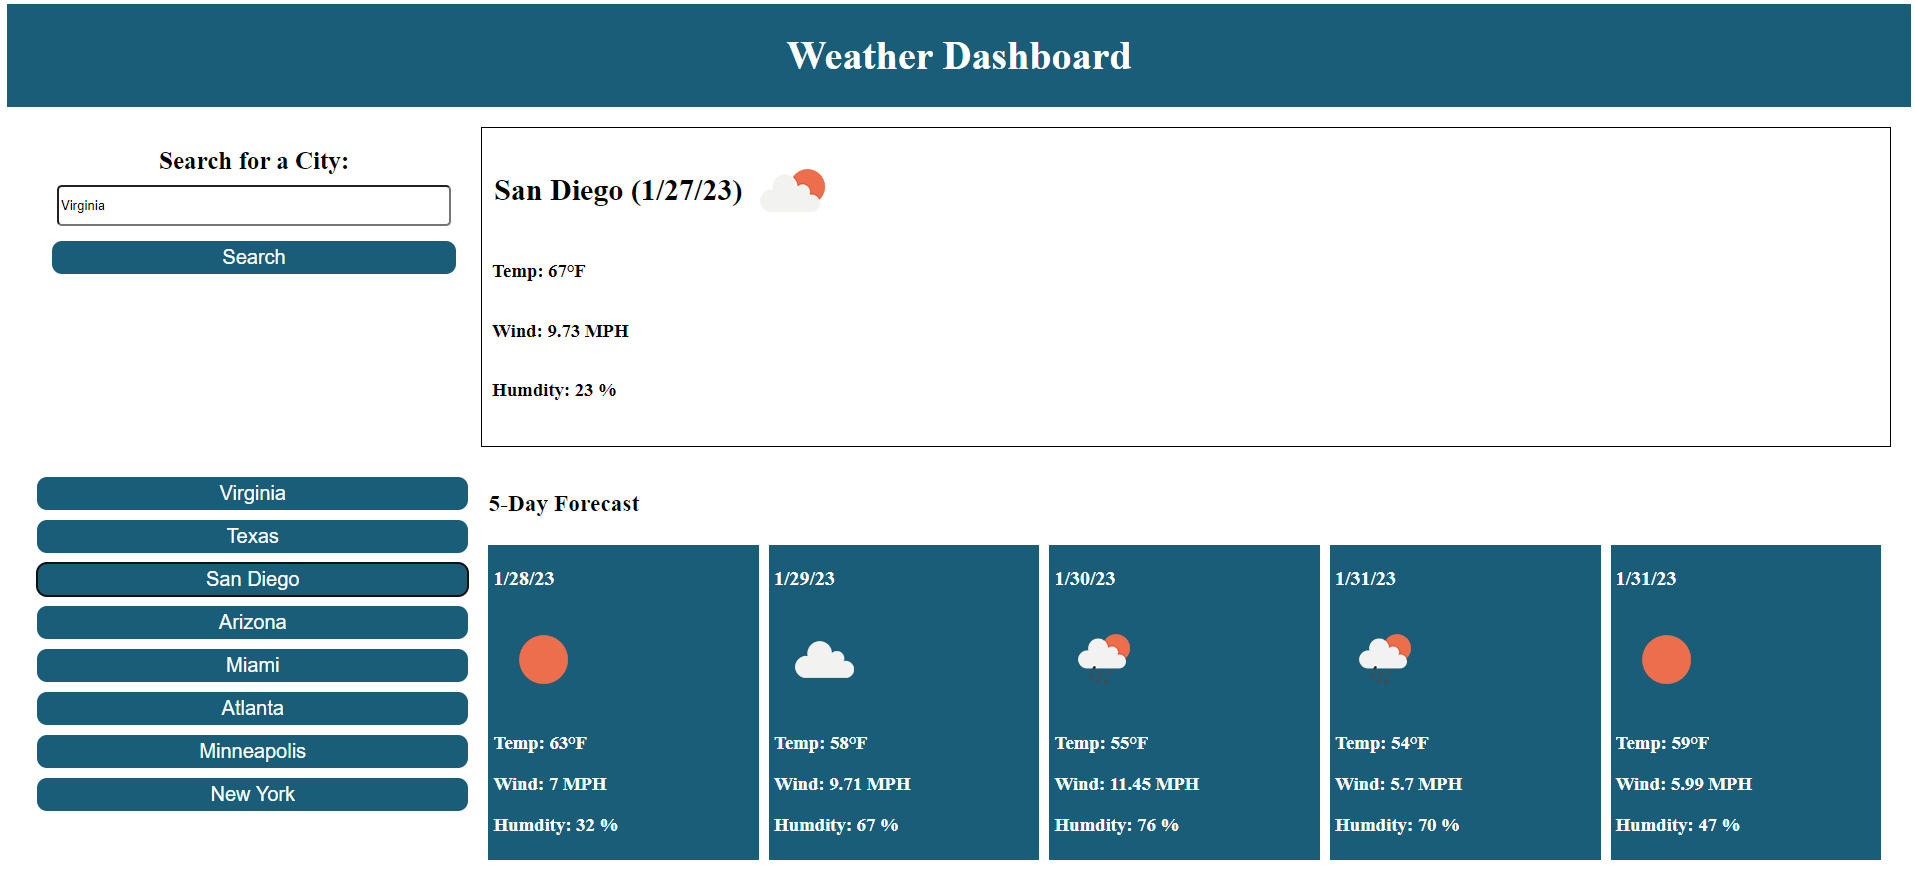 Weather Dashboard
Search for a City:
Virginia
Search
San Diego (1/27/23)
Temp: 67°F
Wind: 9.73 MPH
Humdity: 23 %
Virginia
Texas
San Diego
Arizona
Miami
Atlanta
Minneapolis
New York
5-Day Forecast
1/28/23
Temp: 63°F
Wind: 7 MPH
Humdity: 32 %
1/29/23
Temp: 58°F
Wind: 9.71 MPH
Humdity: 67 %
1/30/23
Temp: 55°F
Wind: 11.45 MPH
Humdity: 76 %
1/31/23
Temp: 54°F
Wind: 5.7 MPH
Humdity: 70 %
1/31/23
Temp: 59°F
Wind: 5.99 MPH
Humdity: 47 %